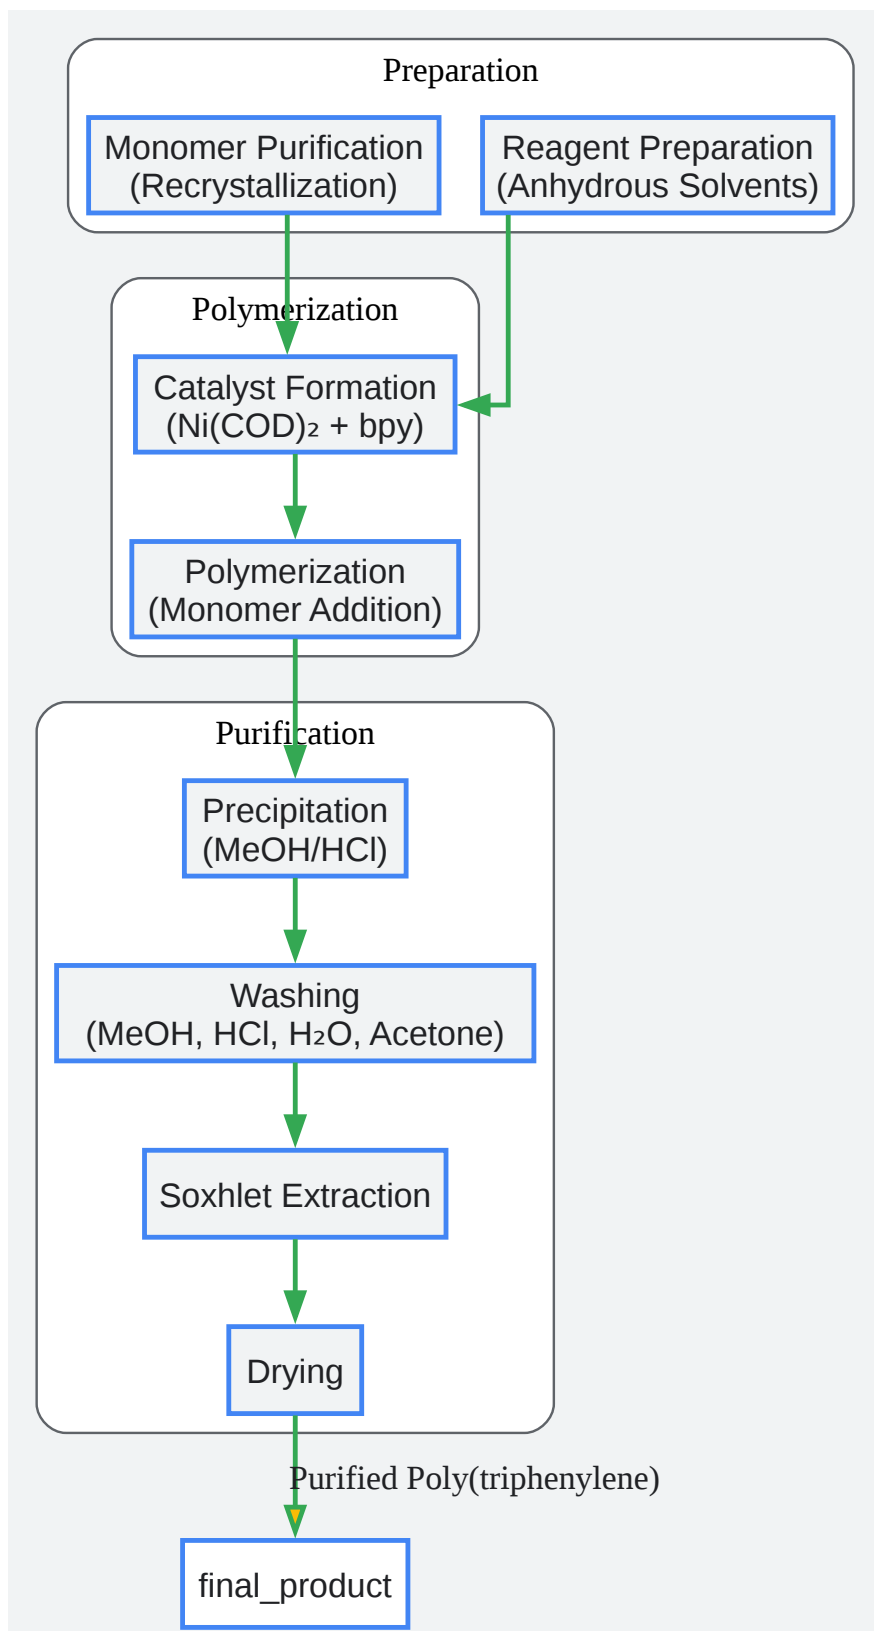 Preparation
Monomer Purification
(Recrystallization)
Reagent Preparation
(Anhydrous Solvents)
Polymerization
Catalyst Formation
(Ni(COD)₂ + bpy)
Polymerization
(Monomer Addition)
Purification
Precipitation
(MeOH/HCl)
Washing
(MeOH, HCl, H₂O, Acetone)
Soxhlet Extraction
Drying
Purified Poly(triphenylene)
final_product